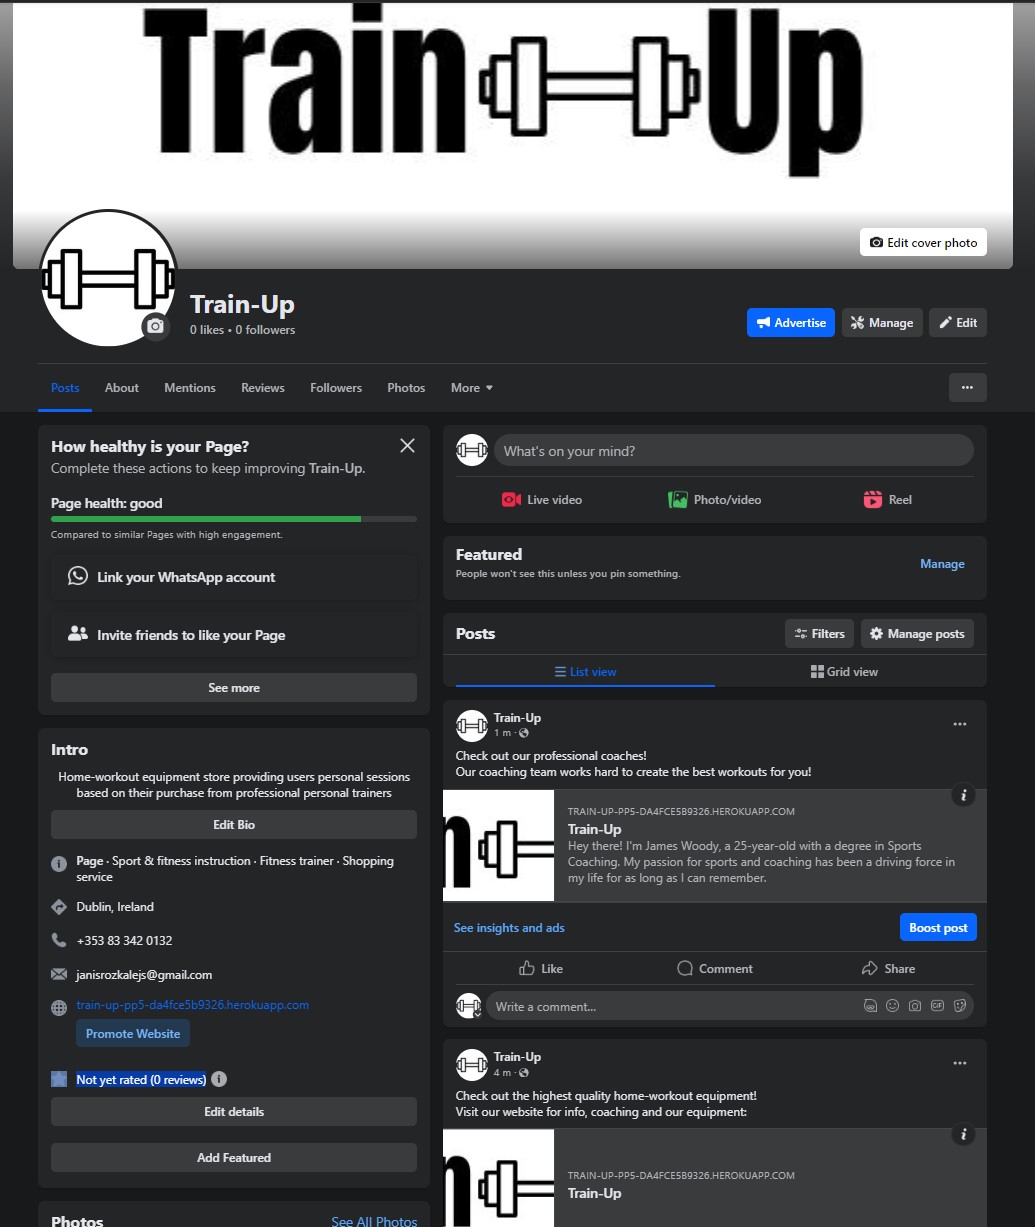 Train Up
Edit cover photo
Train-Up
0 likes • 0 followers
Advertise
Manage
Edit
Posts
About
Mentions
Reviews
Followers
Photos
More
How healthy is your Page?
Complete these actions to keep improving Train-Up.
Page health: good
Compared to similar Pages with high engagement.
Link your WhatsApp account
Invite friends to like your Page
See more
Intro
Home-workout equipment store providing users personal sessions
based on their purchase from professional personal trainers
Edit Bio
Page · Sport & fitness instruction · Fitness trainer · Shopping
service
Dublin, Ireland
+353 83 342 0132
janisrozkalejs@gmail.com
train-up-pp5-da4fce5b9326.herokuapp.com
Promote Website
Not yet rated (0 reviews)
Edit details
Add Featured
Photos
See All Photos
What's on your mind?
Live video
Photo/video
Reel
Featured
People won't see this unless you pin something.
Manage
Posts
Filters
Manage posts
List view
Grid view
Train-Up
1 m ·
Check out our professional coaches!
Our coaching team works hard to create the best workouts for you!
TRAIN-UP-PP5-DA4FCE5B9326.HEROKUAPP.COM
Train-Up
Hey there! I'm James Woody, a 25-year-old with a degree in Sports
Coaching. My passion for sports and coaching has been a driving force in
my life for as long as I can remember.
See insights and ads
Boost post
Like
Comment
Share
Write a comment...
GIF
Train-Up
4 m ·
Check out the highest quality home-workout equipment!
Visit our website for info, coaching and our equipment:
TRAIN-UP-PP5-DA4FCE5B9326.HEROKUAPP.COM
Train-Up